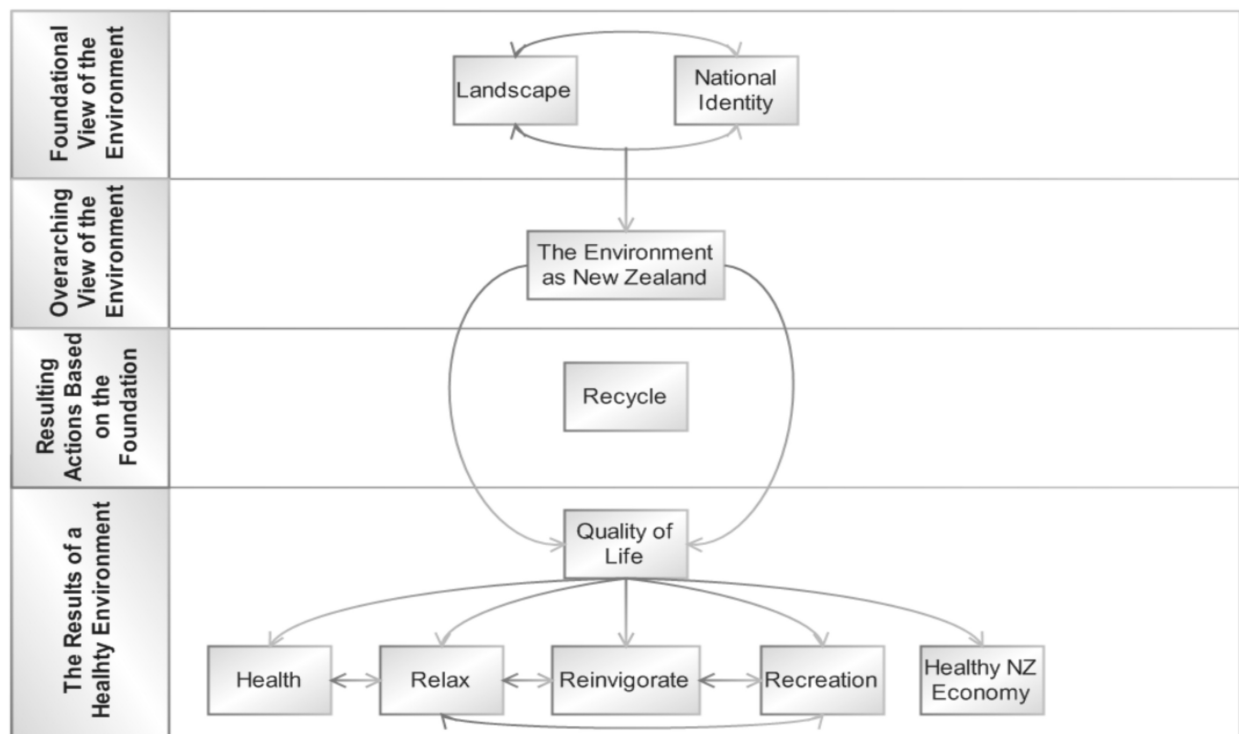 Foundational
View of the
Environment
Landscape
National
Identity
Overarching
View of the
Environment
The Environment
as New Zealand
Resulting
Actions Based
on the
Foundation
Recycle
The Results of a
Healhty Environment
Quality of
Life
Health
Relax
Reinvigorate
Recreation
Healthy NZ
Economy